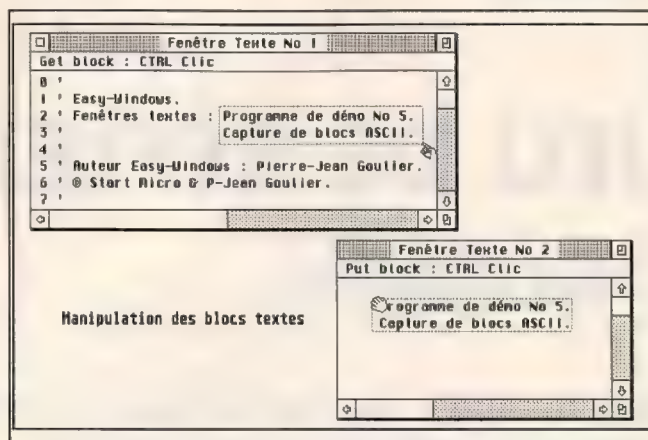 Fenêtre Texte No 1
Get block : CTRL Clic
0 '
1 ' Easy-Windows.
2 ' Fenêtres textes : Programme de démo No 5.
3 ' Capture de blocs ASCII.
4 '
5 ' Auteur Easy-Windows : Pierre-Jean Goulier.
6 ' © Start Micro & P-Jean Goulier.
7 '
Fenêtre Texte No 2
Put block : CTRL Clic
Programme de démo No 5.
Capture de blocs ASCII.
Manipulation des blocs textes